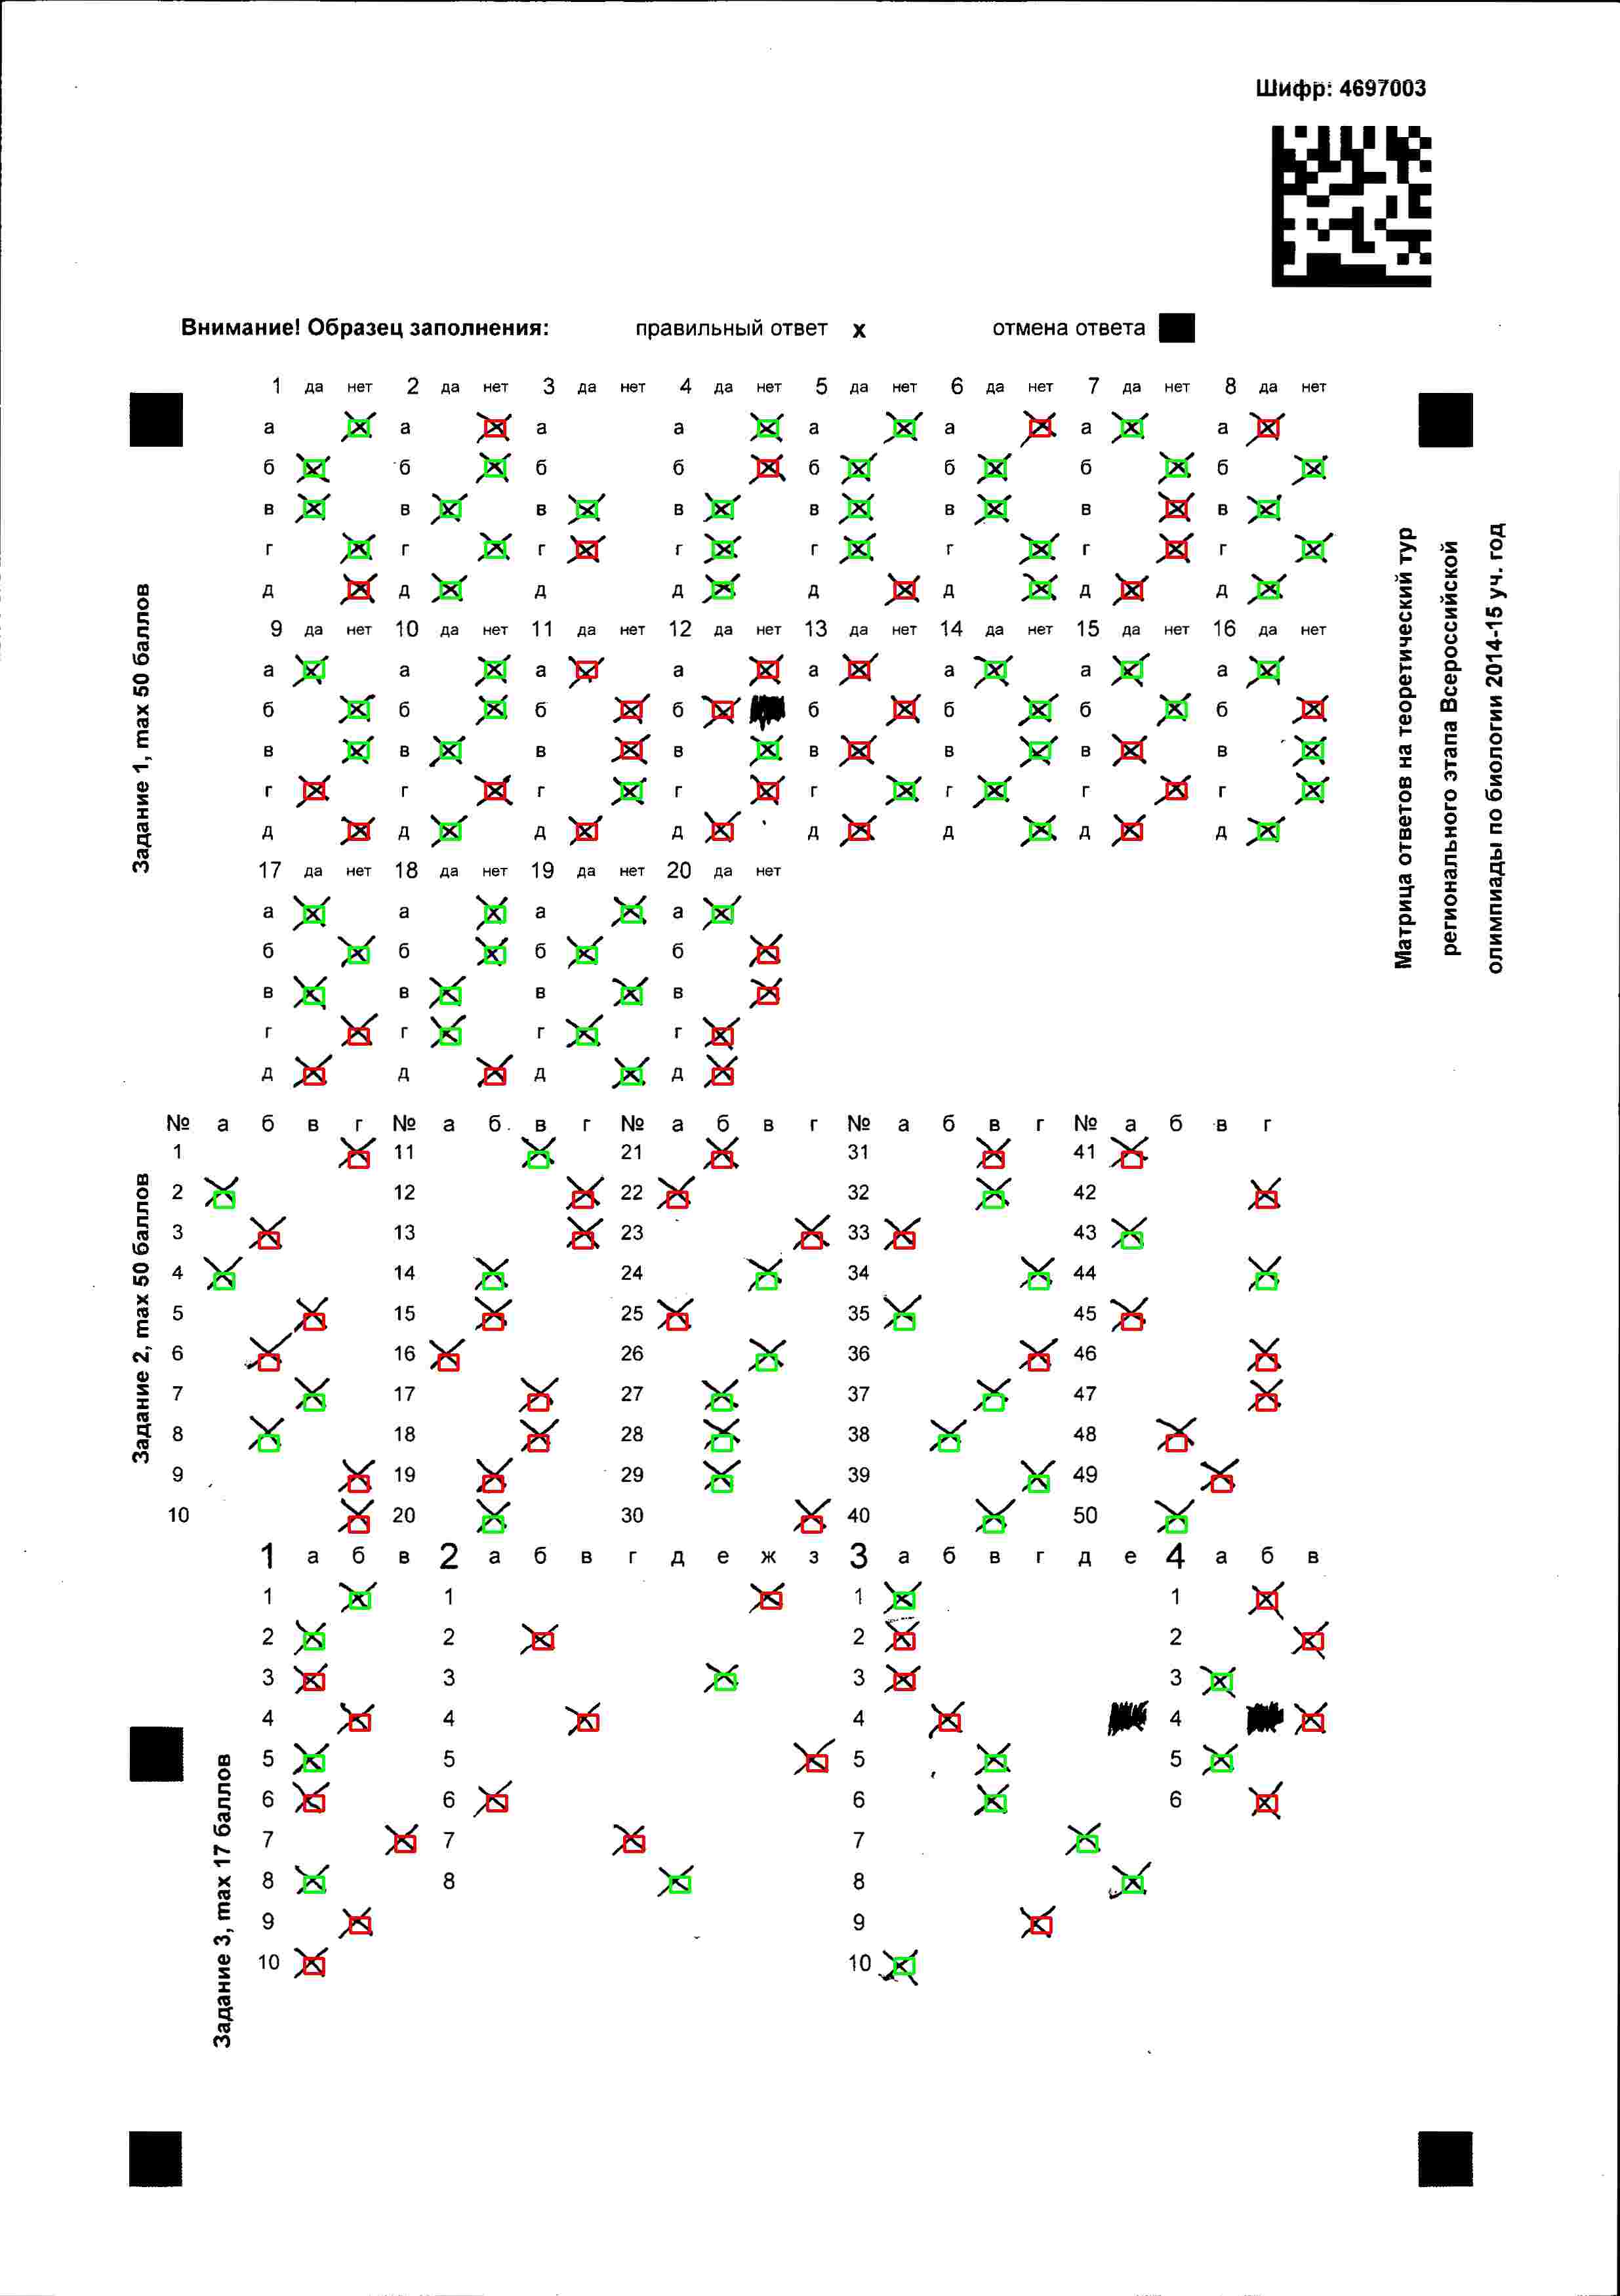 Шифр: 4697003
Внимание! Образец заполнения: правильный ответ x отмена ответа
1 да нет 2 да нет 3 да нет 4 да нет 5 да нет 6 да нет 7 да нет 8 да нет
а а а а а а а а
б б б б б б б б
в в в в в в в в
г г г г г г г г
д д д д д д д д
9 да нет 10 да нет 11 да нет 12 да нет 13 да нет 14 да нет 15 да нет 16 да нет
а а а а а а а а
б б б б б б б б
в в в в в в в в
г г г г г г г г
д д д д д д д д
17 да нет 18 да нет 19 да нет 20 да нет
а а а а
б б б б
в в в в
г г г г
д д д д
Задание 1, max 50 баллов
Матрица ответов на теоретический тур
регионального этапа Всероссийской
олимпиады по биологии 2014-15 уч. год
№ а б в г № а б в г № а б в г № а б в г № а б в г
1 11 21 31 41
2 12 22 32 42
3 13 23 33 43
4 14 24 34 44
5 15 25 35 45
6 16 26 36 46
7 17 27 37 47
8 18 28 38 48
9 19 29 39 49
10 20 30 40 50
Задание 2, max 50 баллов
1 а б в 2 а б в г д е ж з 3 а б в г д е 4 а б в
1 1 1 1
2 2 2 2
3 3 3 3
4 4 4 4
5 5 5 5
6 6 6 6
7 7 7
8 8 8
9 9
10 10
Задание 3, max 17 баллов